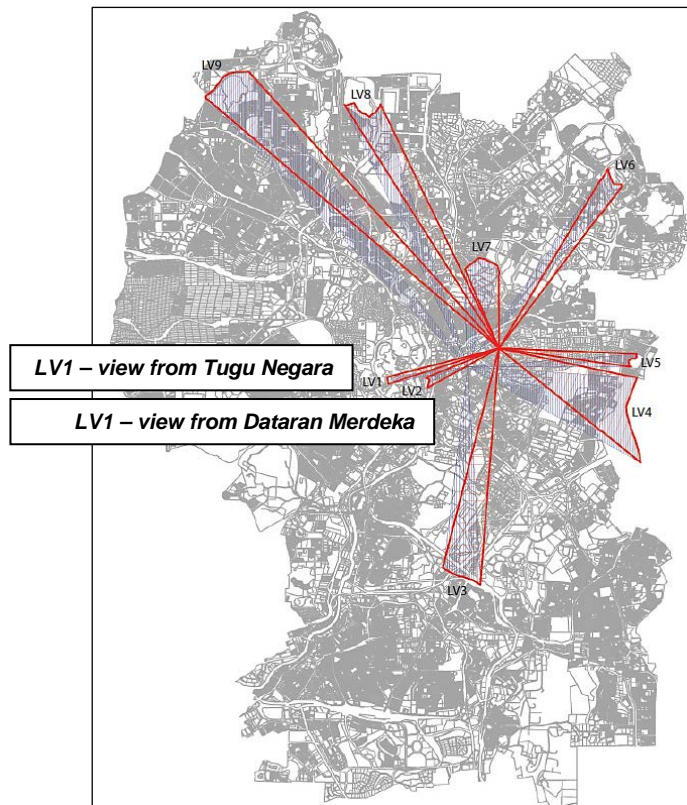 LV9
LV8
LV6
LV7
LV1 – view from Tugu Negara
LV1
LV2
LV5
LV1 – view from Dataran Merdeka
LV4
LV3